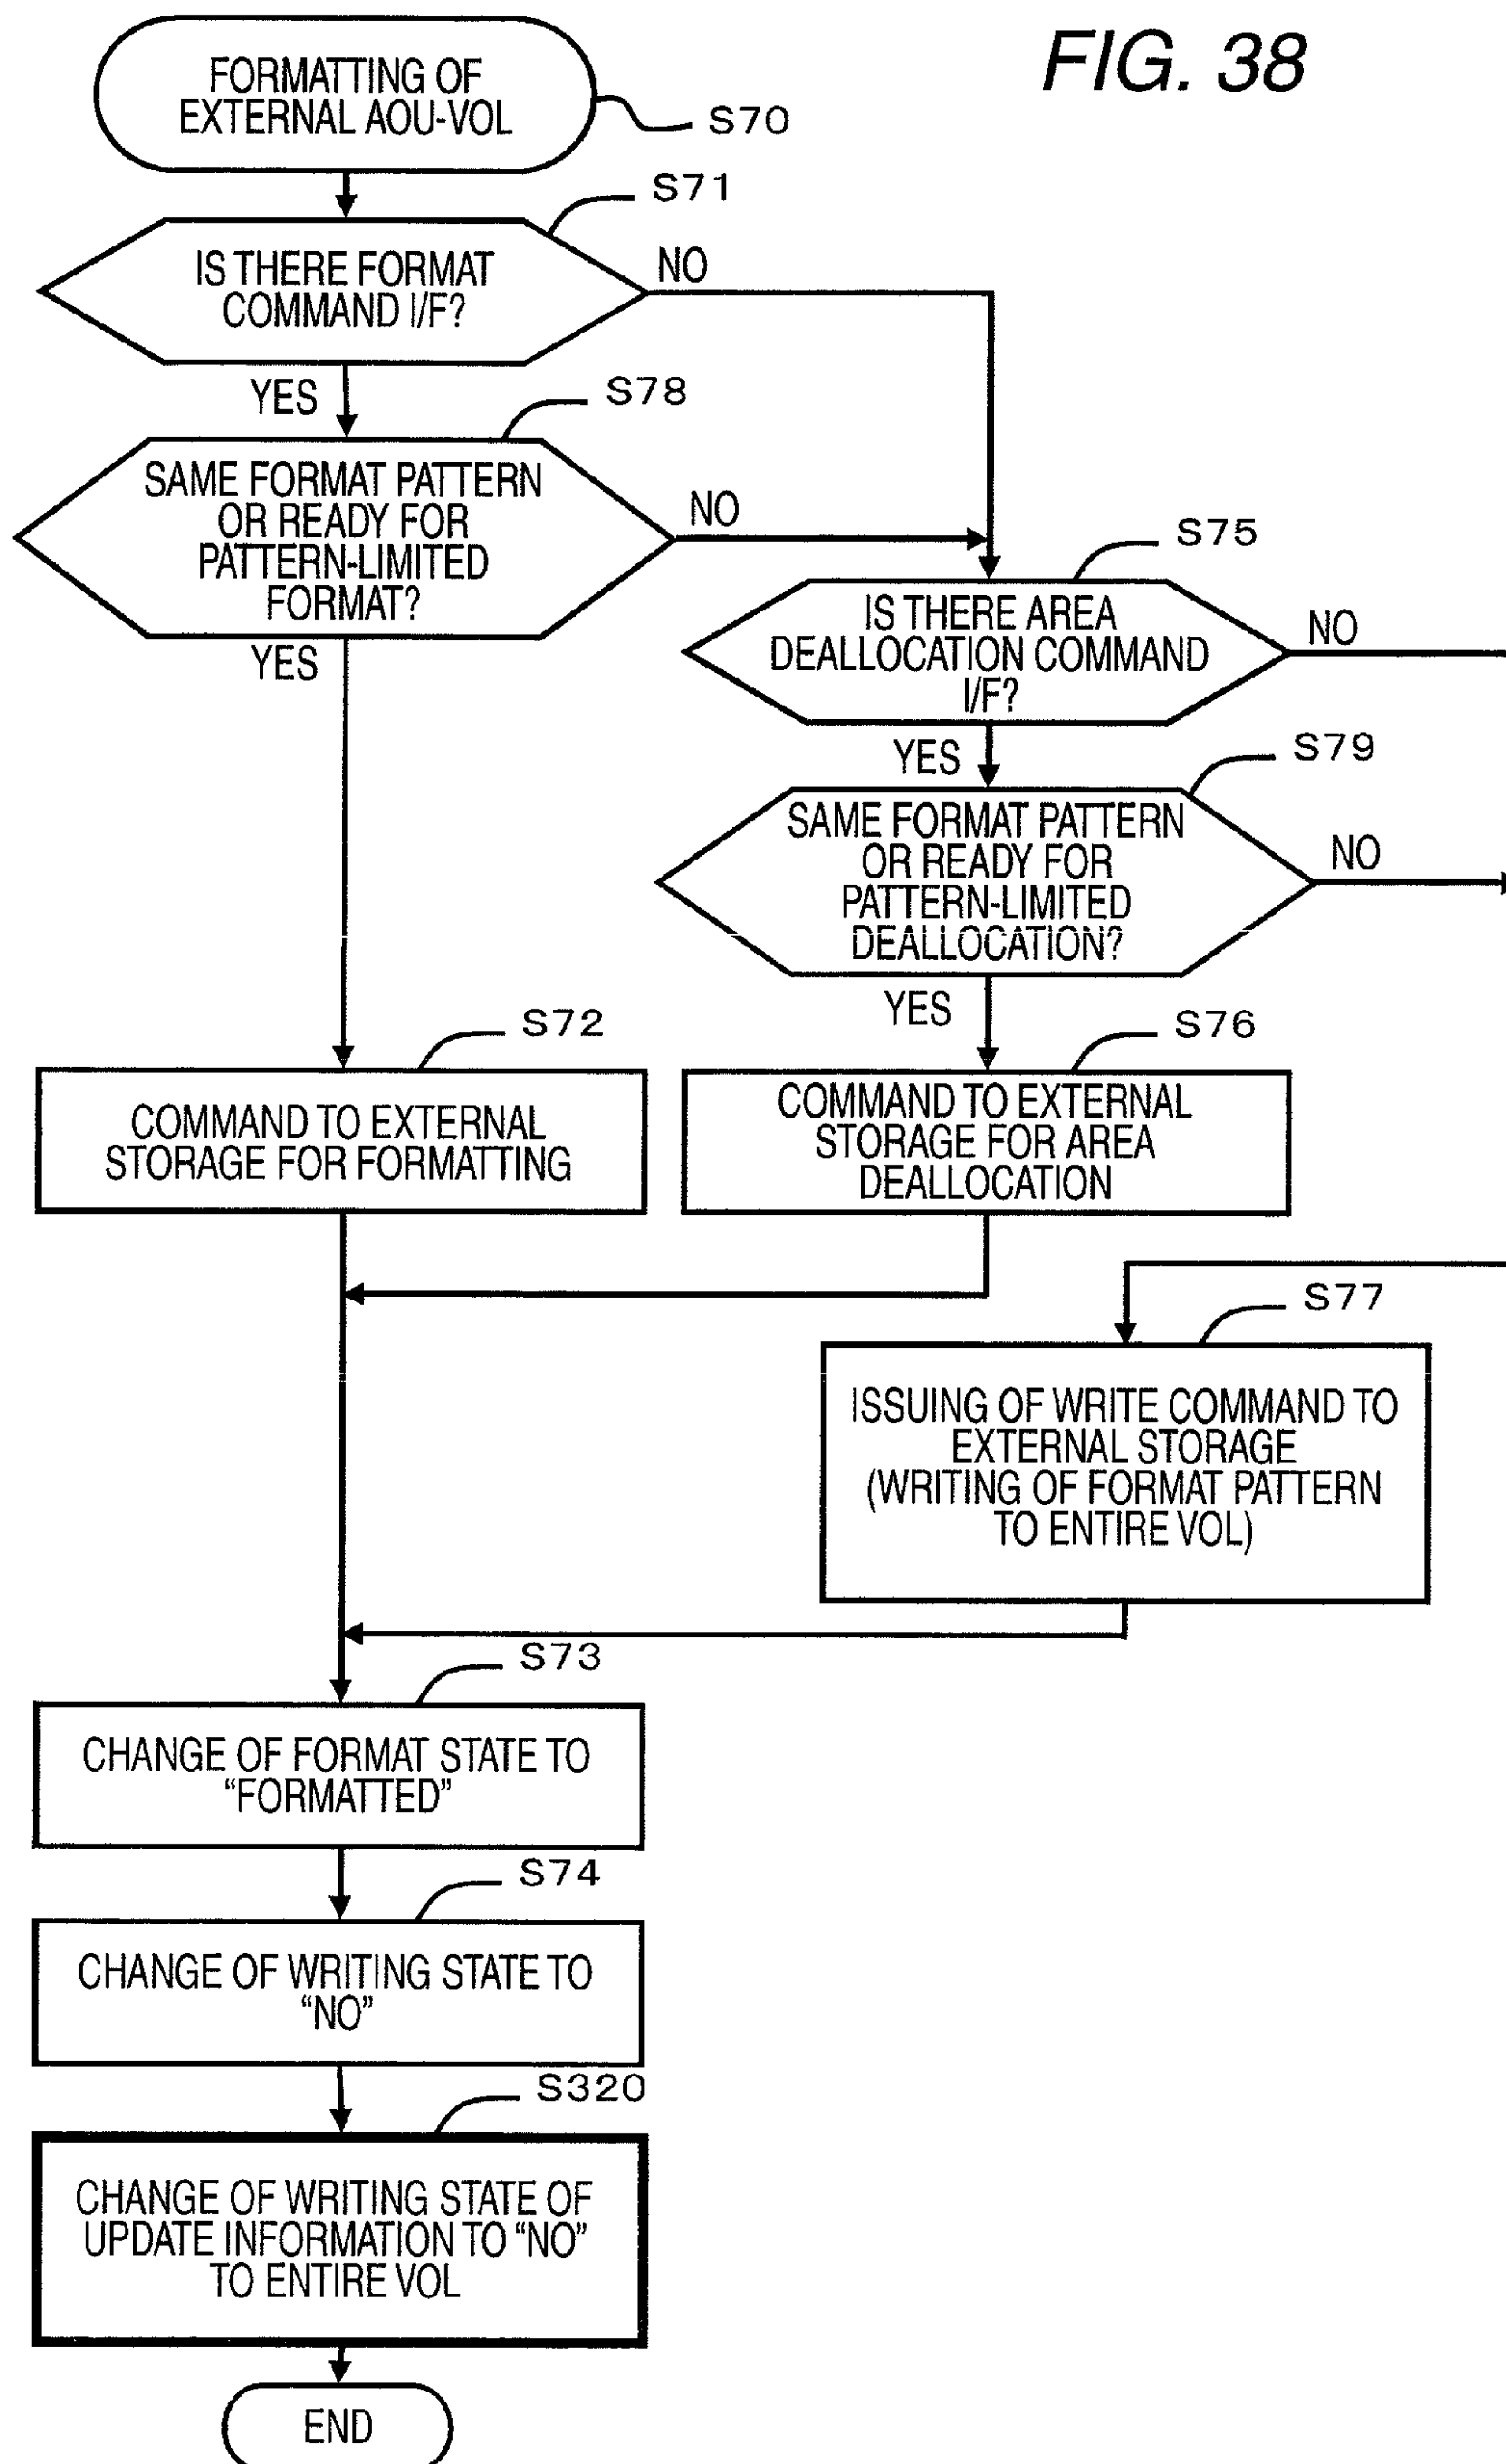 FIG. 38
FORMATTING OF
EXTERNAL AOU-VOL
S70
S71
IS THERE FORMAT
COMMAND I/F?
NO
YES
S78
SAME FORMAT PATTERN
OR READY FOR
PATTERN-LIMITED
FORMAT?
NO
YES
S75
IS THERE AREA
DEALLOCATION COMMAND
I/F?
NO
YES
S79
SAME FORMAT PATTERN
OR READY FOR
PATTERN-LIMITED
DEALLOCATION?
NO
YES
S72
COMMAND TO EXTERNAL
STORAGE FOR FORMATTING
S76
COMMAND TO EXTERNAL
STORAGE FOR AREA
DEALLOCATION
S77
ISSUING OF WRITE COMMAND TO
EXTERNAL STORAGE
(WRITING OF FORMAT PATTERN
TO ENTIRE VOL)
S73
CHANGE OF FORMAT STATE TO
“FORMATTED”
S74
CHANGE OF WRITING STATE TO
“NO”
S320
CHANGE OF WRITING STATE OF
UPDATE INFORMATION TO “NO”
TO ENTIRE VOL
END